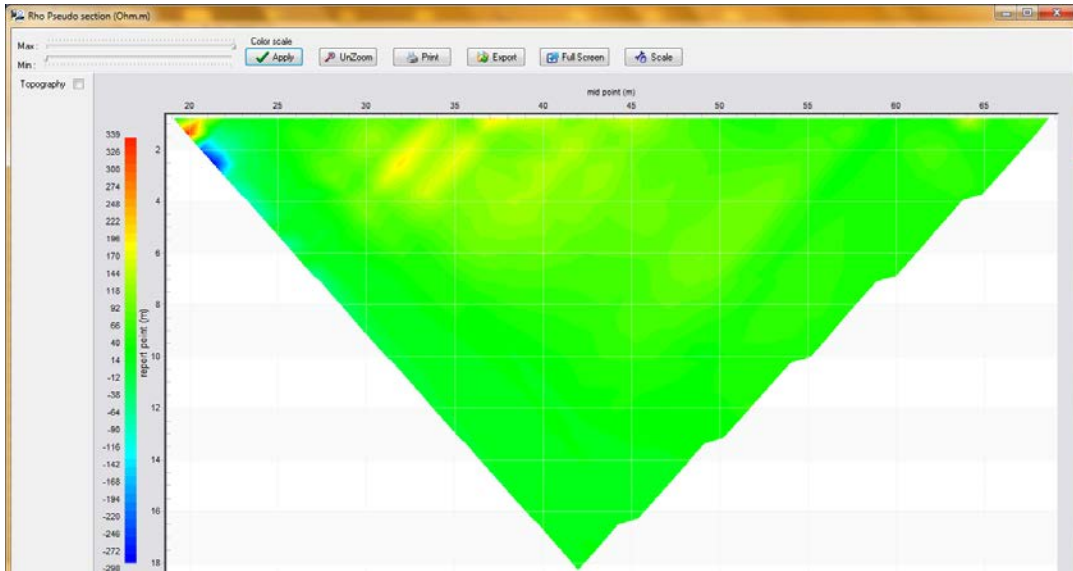 Rho Pseudo section (Ohm.m)
Max :
Min :
Color scale
Apply
UnZoom
Print
Export
Full Screen
Scale
Topography
mid point (m)
20 25 30 35 40 45 50 55 60 65
report point (m)
2
4
6
8
10
12
14
16
18
339
326
300
274
248
222
196
170
144
118
92
66
40
14
-12
-38
-64
-90
-116
-142
-168
-194
-220
-246
-272
-298